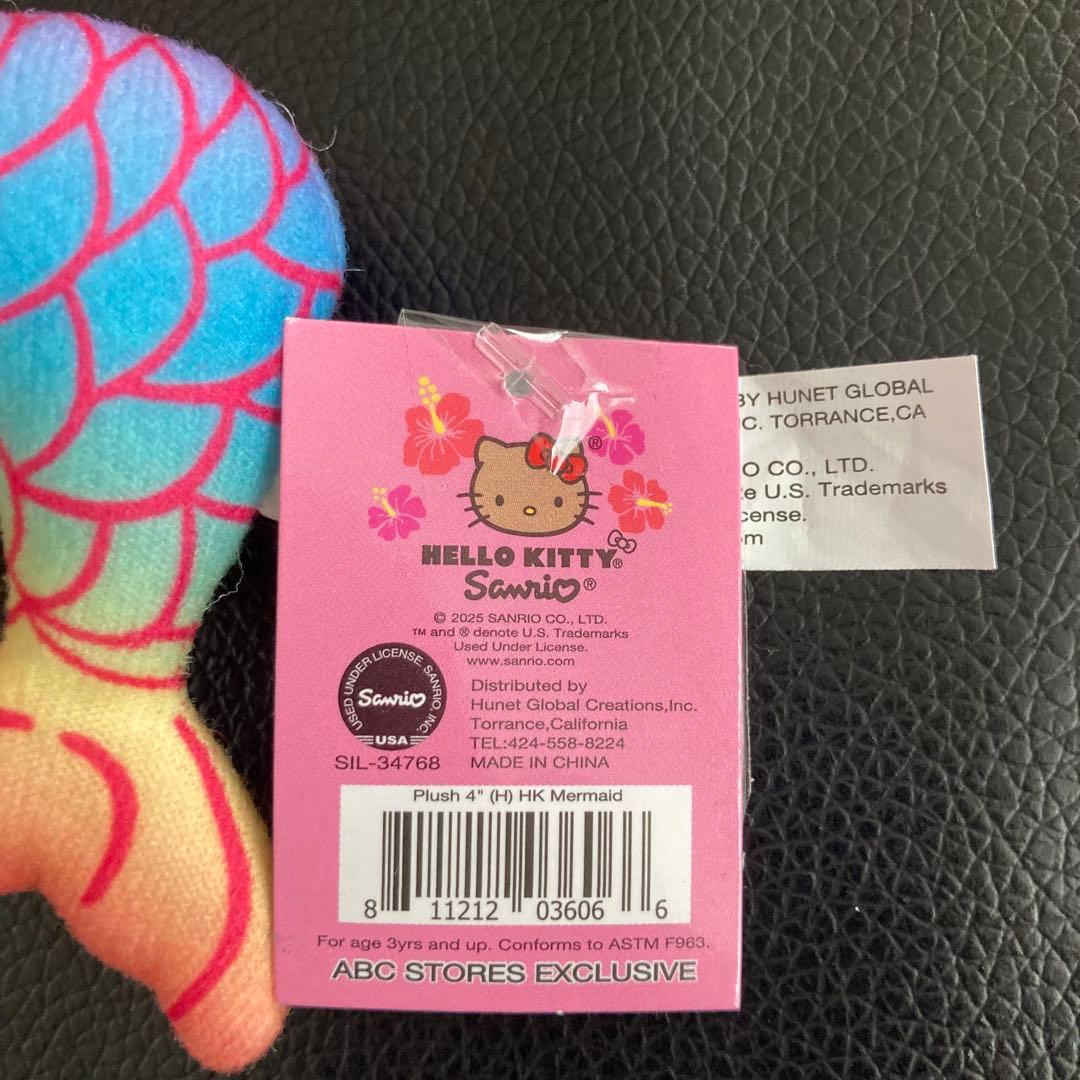 HELLO KITTY®
Sanrio®
© 2025 SANRIO CO., LTD.
™ and ® denote U.S. Trademarks
Used Under License.
www.sanrio.com
USED UNDER LICENSE. SANRIO, INC.
Sanrio
USA
SIL-34768
Distributed by
Hunet Global Creations,Inc.
Torrance,California
TEL:424-558-8224
MADE IN CHINA
Plush 4" (H) HK Mermaid
8 11212 03606 6
For age 3yrs and up. Conforms to ASTM F963.
ABC STORES EXCLUSIVE
BY HUNET GLOBAL
C. TORRANCE,CA
O CO., LTD.
U.S. Trademarks
cense.
om